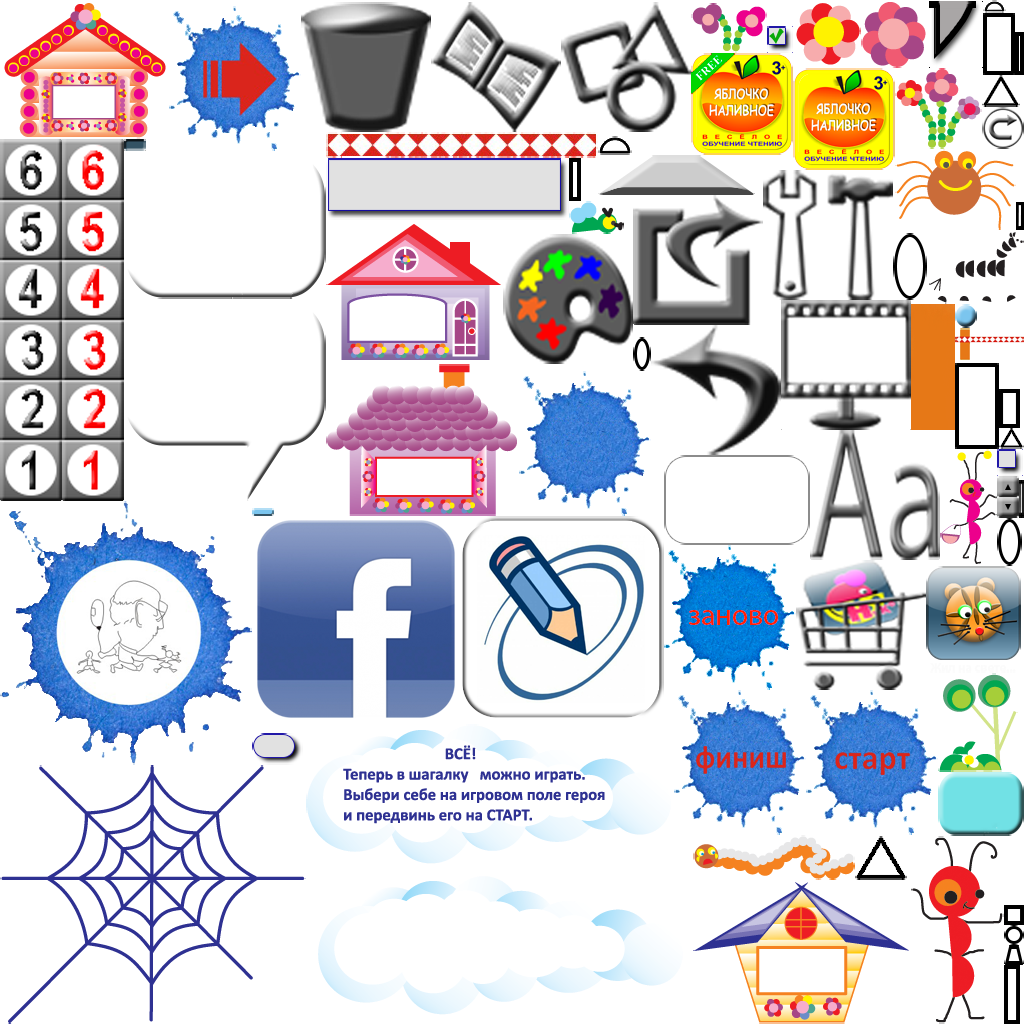 FREE
3+
ЯБЛОЧКО
НАЛИВНОЕ
ВЕСЁЛОЕ
ОБУЧЕНИЕ ЧТЕНИЮ
3+
ЯБЛОЧКО
НАЛИВНОЕ
ВЕСЁЛОЕ
ОБУЧЕНИЕ ЧТЕНИЮ
6 6
5 5
4 4
3 3
2 2
1 1
Aa
f
заново
финиш
старт
ВСЁ!
Теперь в шагалку можно играть.
Выбери себе на игровом поле героя
и передвинь его на СТАРТ.